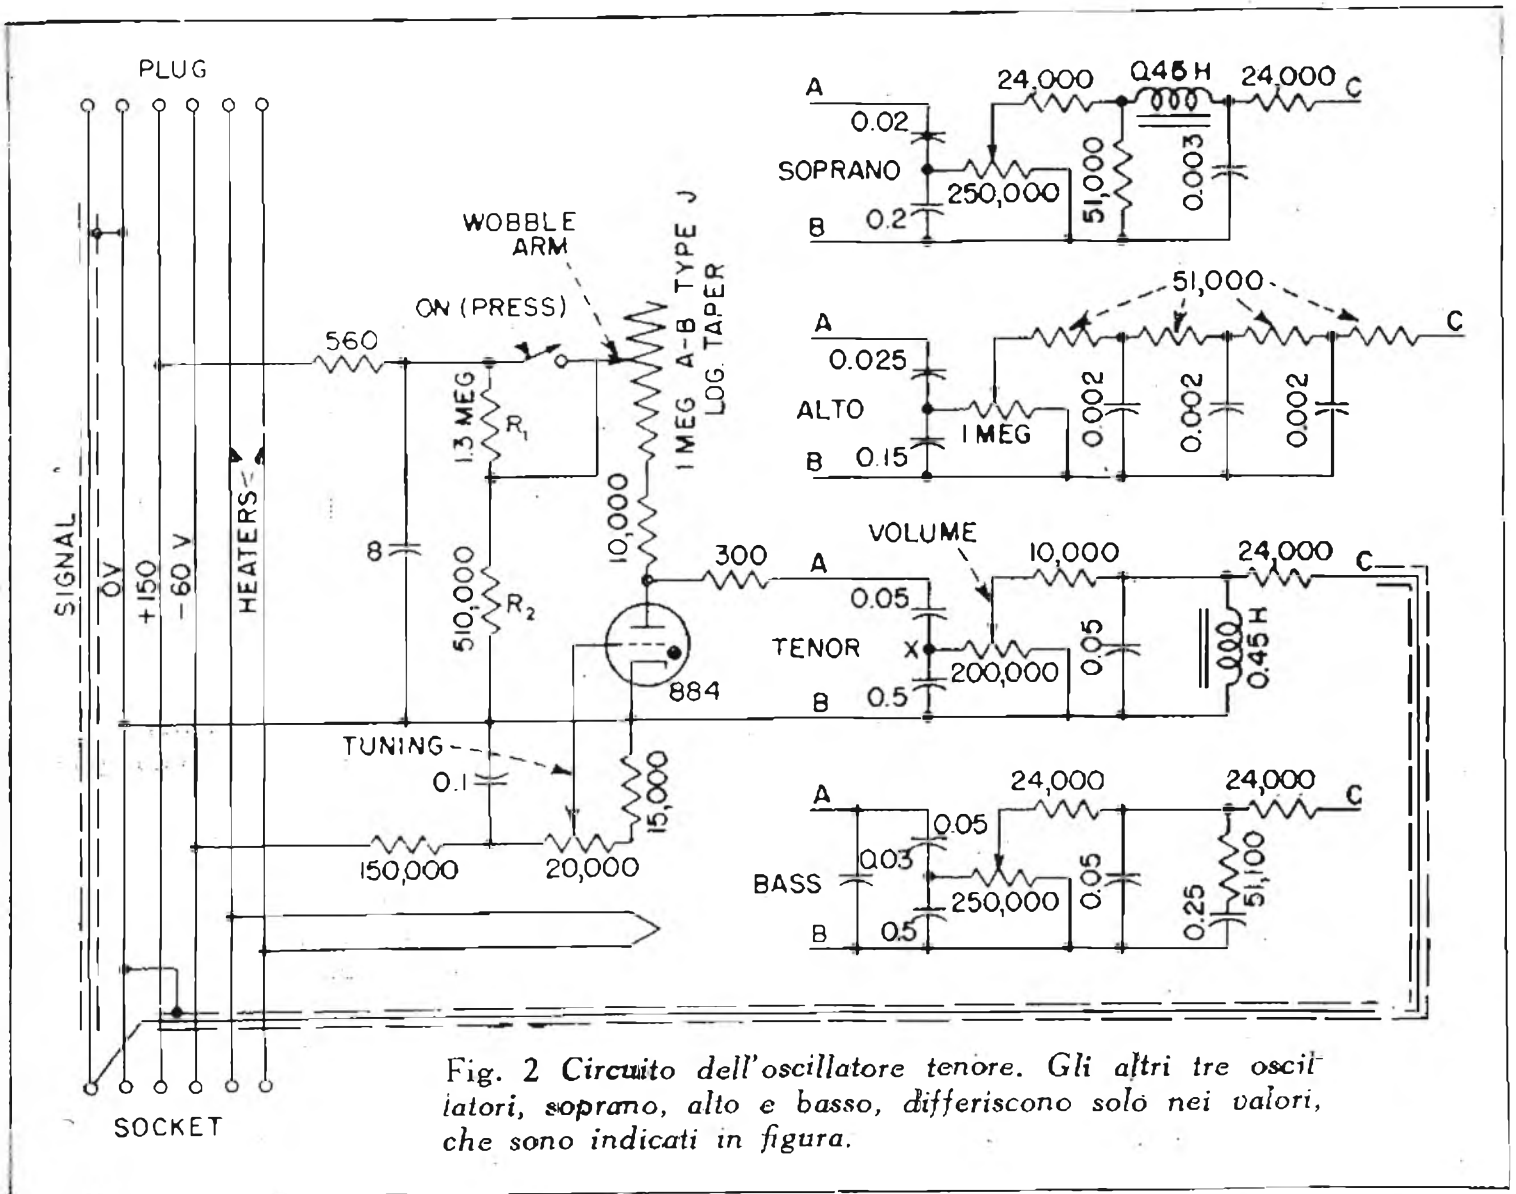 PLUG
SIGNAL
0V
+150
-60 V
HEATERS
SOCKET
560
8
1.3 MEG
R1
510,000
R2
ON (PRESS)
WOBBLE
ARM
1 MEG A-B TYPE J
LOG. TAPER
10,000
300
884
TUNING
0.1
150,000
20,000
15,000
A
0.02
SOPRANO
0.2
B
250,000
24,000
51,000
0.45 H
0.003
24,000
C
A
0.025
ALTO
0.15
B
1 MEG
51,000
0.002
0.002
0.002
C
VOLUME
A
0.05
TENOR
X
0.5
B
200,000
10,000
0.05
0.45 H
24,000
C
A
0.05
0.03
BASS
0.5
B
250,000
24,000
0.05
0.25
51,100
24,000
C
Fig. 2 Circuito dell'oscillatore tenore. Gli altri tre oscil-
latori, soprano, alto e basso, differiscono solo nei valori,
che sono indicati in figura.